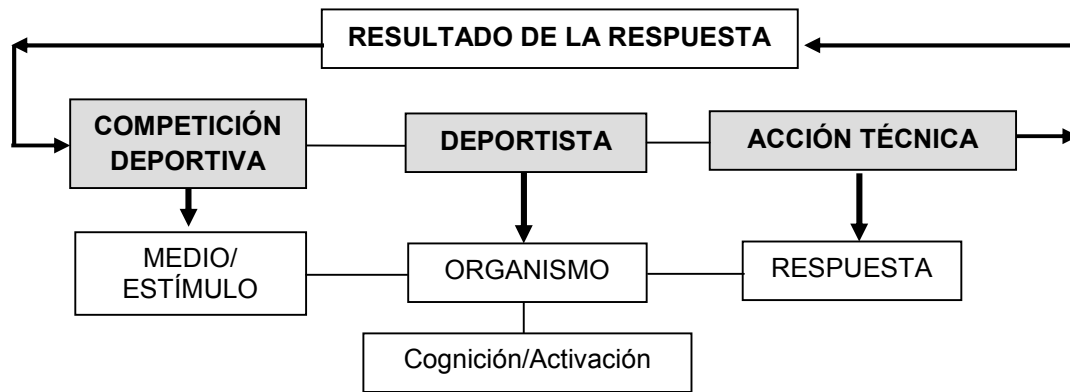 RESULTADO DE LA RESPUESTA
COMPETICIÓN
DEPORTIVA
DEPORTISTA
ACCIÓN TÉCNICA
MEDIO/
ESTÍMULO
ORGANISMO
RESPUESTA
Cognición/Activación